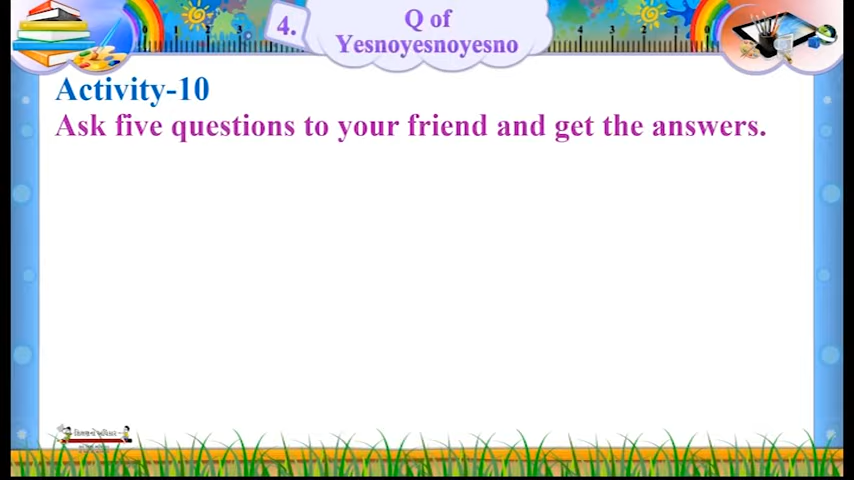 4.
Q of
Yesnoyesnoyesno
Activity-10
Ask five questions to your friend and get the answers.